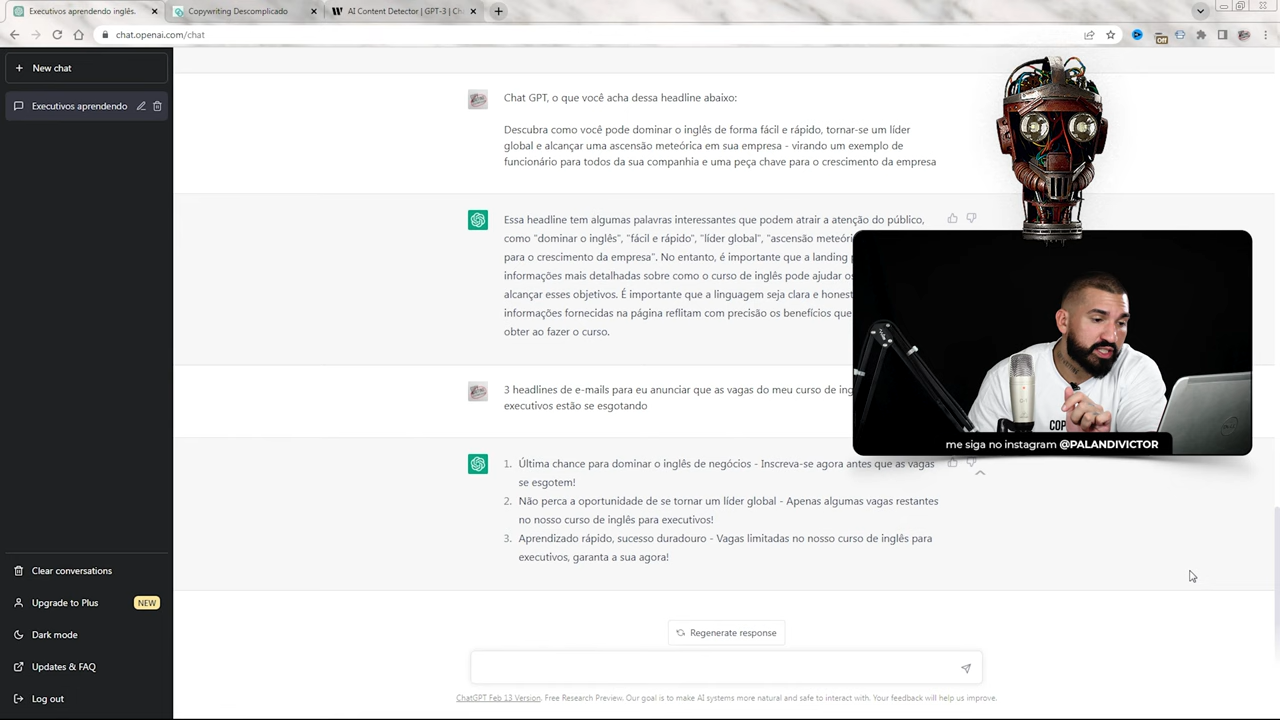 Executivos aprendendo inglês.
Copywriting Descomplicado
AI Content Detector | GPT-3 | Ch
chat.openai.com/chat
Off
New chat
Executivos aprendendo
Chat GPT, o que você acha dessa headline abaixo:
Descubra como você pode dominar o inglês de forma fácil e rápido, tornar-se um líder
global e alcançar uma ascensão meteórica em sua empresa - virando um exemplo de
funcionário para todos da sua companhia e uma peça chave para o crescimento da empresa
Essa headline tem algumas palavras interessantes que podem atrair a atenção do público,
como "dominar o inglês", "fácil e rápido", "líder global", "ascensão meteóri
para o crescimento da empresa". No entanto, é importante que a landing p
informações mais detalhadas sobre como o curso de inglês pode ajudar os
alcançar esses objetivos. É importante que a linguagem seja clara e honest
informações fornecidas na página reflitam com precisão os benefícios que
obter ao fazer o curso.
3 headlines de e-mails para eu anunciar que as vagas do meu curso de ing
executivos estão se esgotando
COP
me siga no instagram @PALANDIVICTOR
1. Última chance para dominar o inglês de negócios - Inscreva-se agora antes que as vagas
se esgotem!
2. Não perca a oportunidade de se tornar um líder global - Apenas algumas vagas restantes
no nosso curso de inglês para executivos!
3. Aprendizado rápido, sucesso duradouro - Vagas limitadas no nosso curso de inglês para
executivos, garanta a sua agora!
Clear conversations
Upgrade to Plus NEW
Dark mode
Updates & FAQ
Log out
Regenerate response
ChatGPT Feb 13 Version. Free Research Preview. Our goal is to make AI systems more natural and safe to interact with. Your feedback will help us improve.